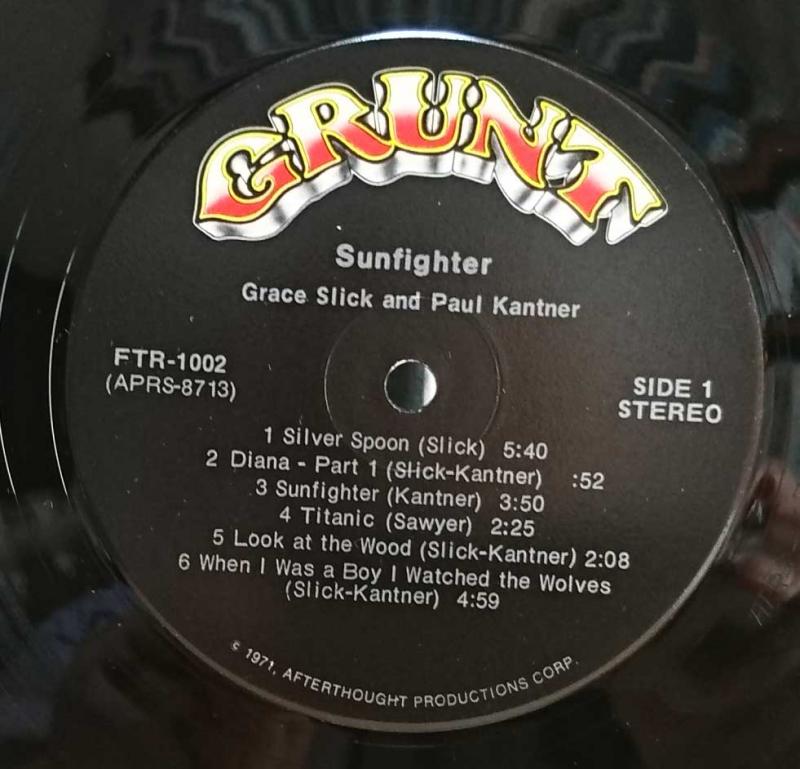 GRUNT
Sunfighter
Grace Slick and Paul Kantner
FTR-1002
(APRS-8713)
SIDE 1
STEREO
1 Silver Spoon (Slick) 5:40
2 Diana - Part 1 (Slick-Kantner) :52
3 Sunfighter (Kantner) 3:50
4 Titanic (Sawyer) 2:25
5 Look at the Wood (Slick-Kantner) 2:08
6 When I Was a Boy I Watched the Wolves
(Slick-Kantner) 4:59
© 1971, AFTERTHOUGHT PRODUCTIONS CORP.